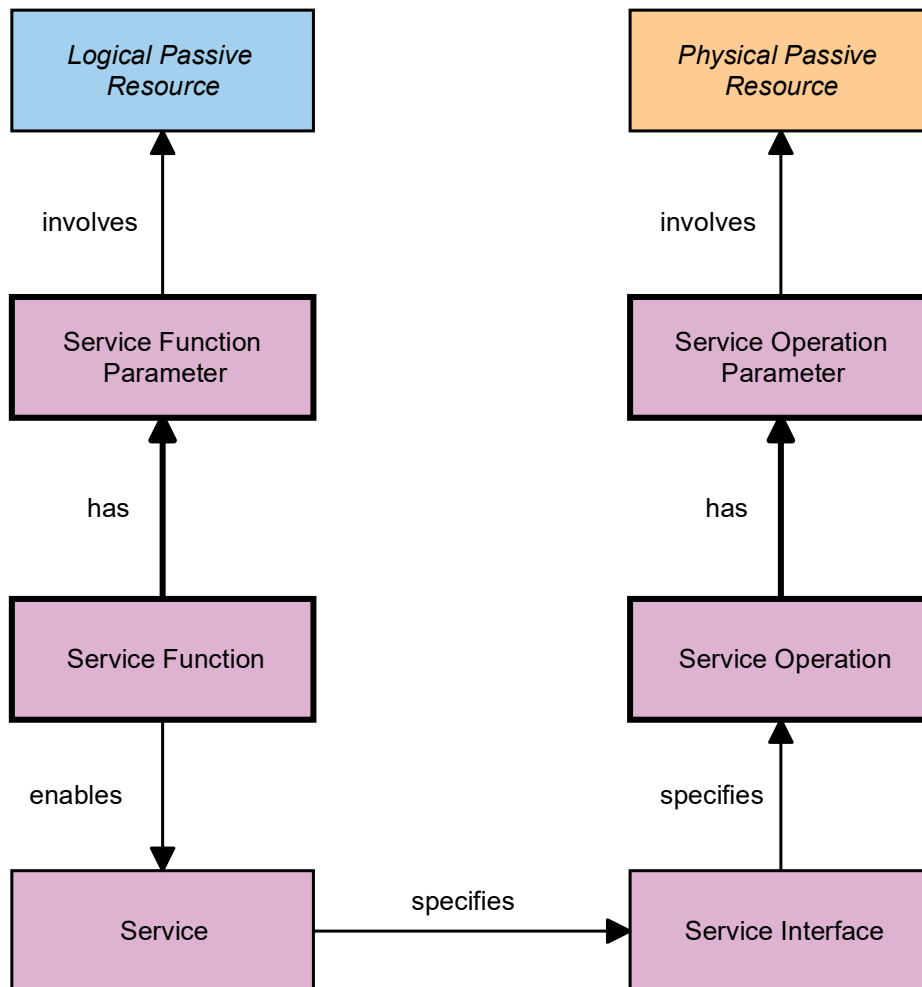 Logical Passive
Resource
Physical Passive
Resource
involves
involves
Service Function
Parameter
Service Operation
Parameter
has
has
Service Function
Service Operation
enables
specifies
specifies
Service
Service Interface